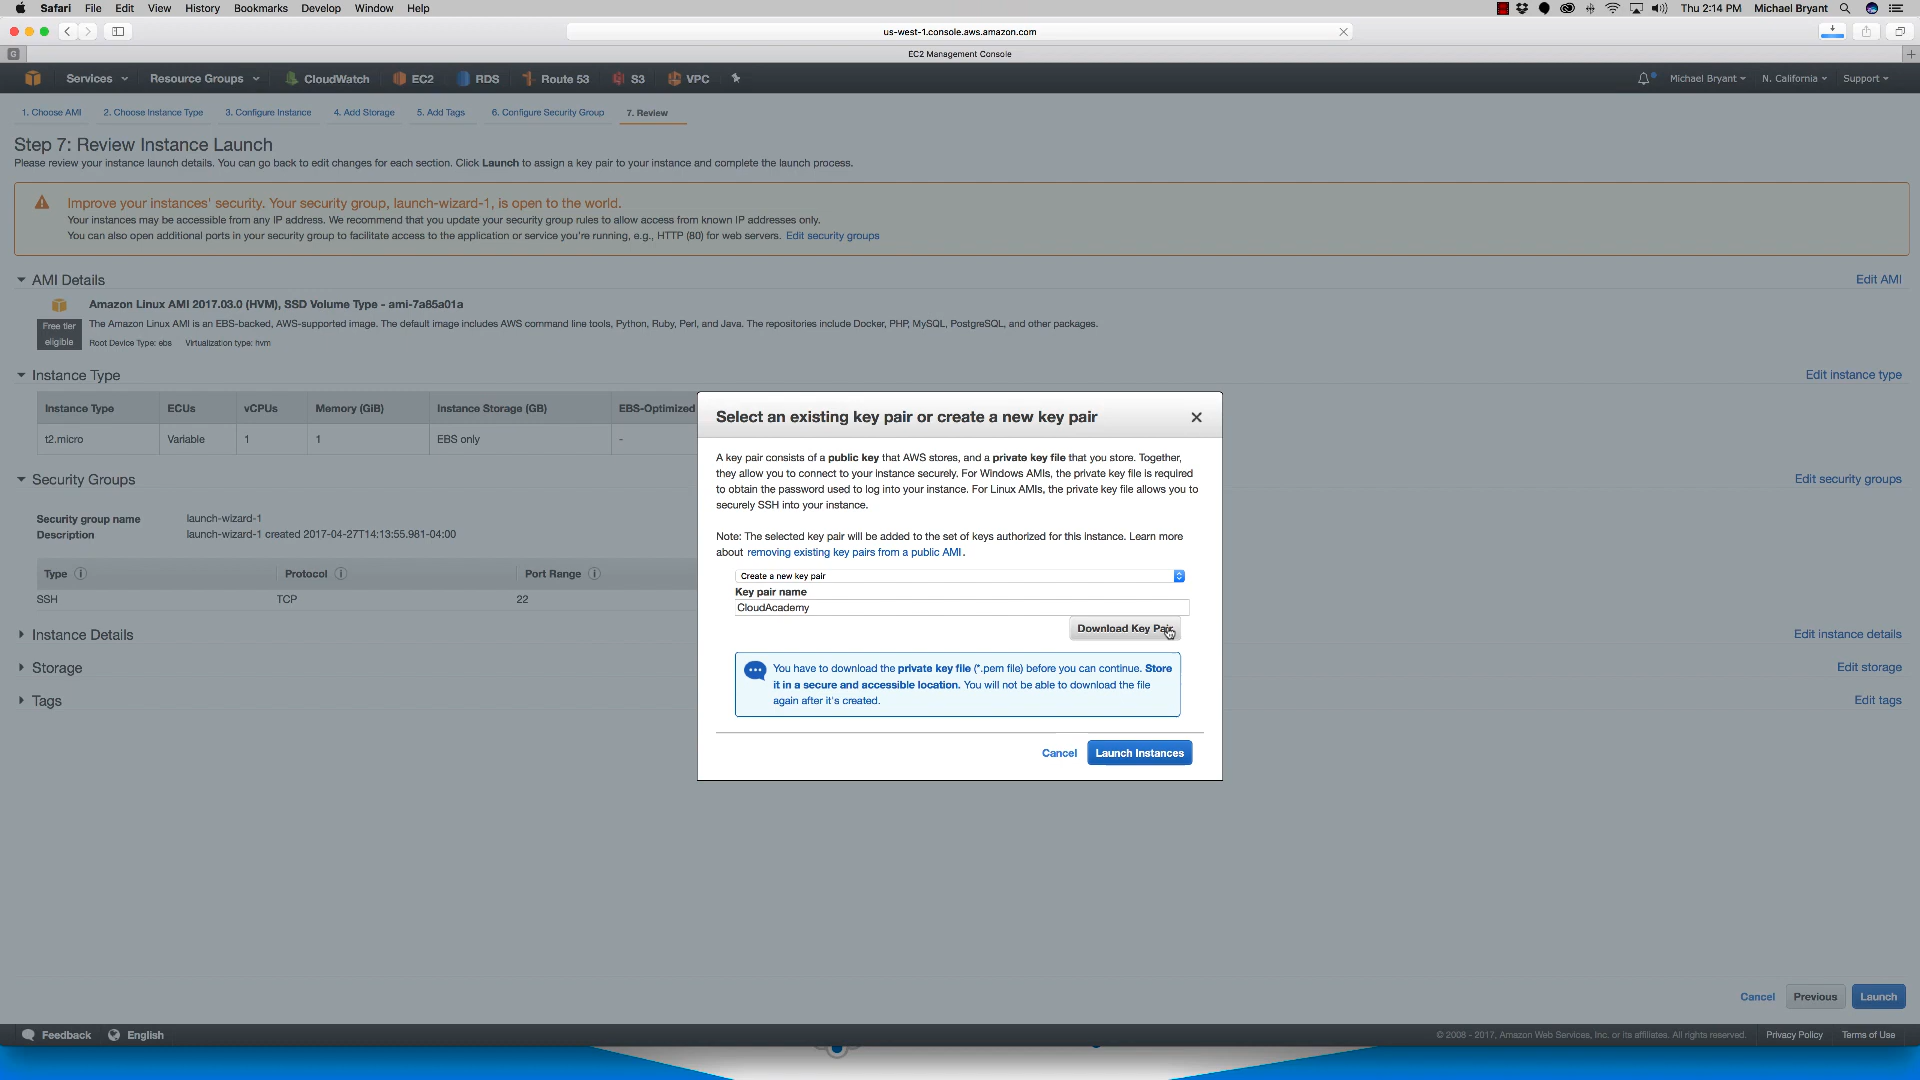 Safari File Edit View History Bookmarks Develop Window Help Thu 2:14 PM Michael Bryant
us-west-1.console.aws.amazon.com
G EC2 Management Console
Services Resource Groups CloudWatch EC2 RDS Route 53 S3 VPC Michael Bryant N. California Support
1. Choose AMI 2. Choose Instance Type 3. Configure Instance 4. Add Storage 5. Add Tags 6. Configure Security Group 7. Review
Step 7: Review Instance Launch
Please review your instance launch details. You can go back to edit changes for each section. Click Launch to assign a key pair to your instance and complete the launch process.
Improve your instances' security. Your security group, launch-wizard-1, is open to the world.
Your instances may be accessible from any IP address. We recommend that you update your security group rules to allow access from known IP addresses only.
You can also open additional ports in your security group to facilitate access to the application or service you're running, e.g., HTTP (80) for web servers. Edit security groups
AMI Details Edit AMI
Amazon Linux AMI 2017.03.0 (HVM), SSD Volume Type - ami-7a85a01a
Free tier eligible
The Amazon Linux AMI is an EBS-backed, AWS-supported image. The default image includes AWS command line tools, Python, Ruby, Perl, and Java. The repositories include Docker, PHP, MySQL, PostgreSQL, and other packages.
Root Device Type: ebs Virtualization type: hvm
Instance Type Edit instance type
Instance Type ECUs vCPUs Memory (GiB) Instance Storage (GB) EBS-Optimized
t2.micro Variable 1 1 EBS only -
Security Groups Edit security groups
Security group name launch-wizard-1
Description launch-wizard-1 created 2017-04-27T14:13:55.981-04:00
Type Protocol Port Range
SSH TCP 22
Instance Details Edit instance details
Storage Edit storage
Tags Edit tags
Select an existing key pair or create a new key pair
A key pair consists of a public key that AWS stores, and a private key file that you store. Together,
they allow you to connect to your instance securely. For Windows AMIs, the private key file is required
to obtain the password used to log into your instance. For Linux AMIs, the private key file allows you to
securely SSH into your instance.
Note: The selected key pair will be added to the set of keys authorized for this instance. Learn more
about removing existing key pairs from a public AMI.
Create a new key pair
Key pair name
CloudAcademy
Download Key Pair
You have to download the private key file (*.pem file) before you can continue. Store
it in a secure and accessible location. You will not be able to download the file
again after it's created.
Cancel Launch Instances
Cancel Previous Launch
Feedback English © 2008 - 2017, Amazon Web Services, Inc. or its affiliates. All rights reserved. Privacy Policy Terms of Use